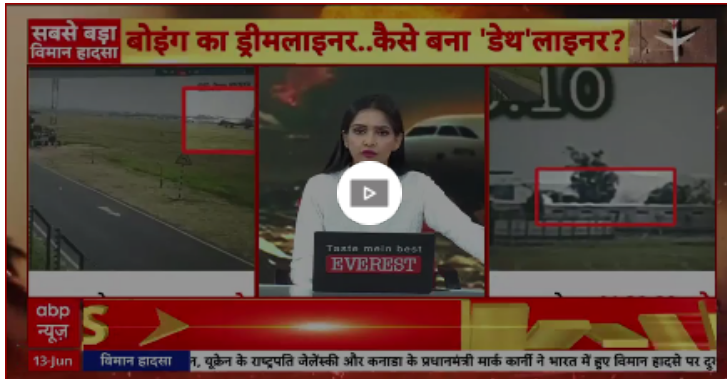 सबसे बड़ा
विमान हादसा
बोइंग का ड्रीमलाइनर..कैसे बना 'डेथ'लाइनर?
.10
Taste mein best
EVEREST
abp
न्यूज़
S
13-Jun
विमान हादसा
न, यूक्रेन के राष्ट्रपति जेलेंस्की और कनाडा के प्रधानमंत्री मार्क कार्नी ने भारत में हुए विमान हादसे पर दु